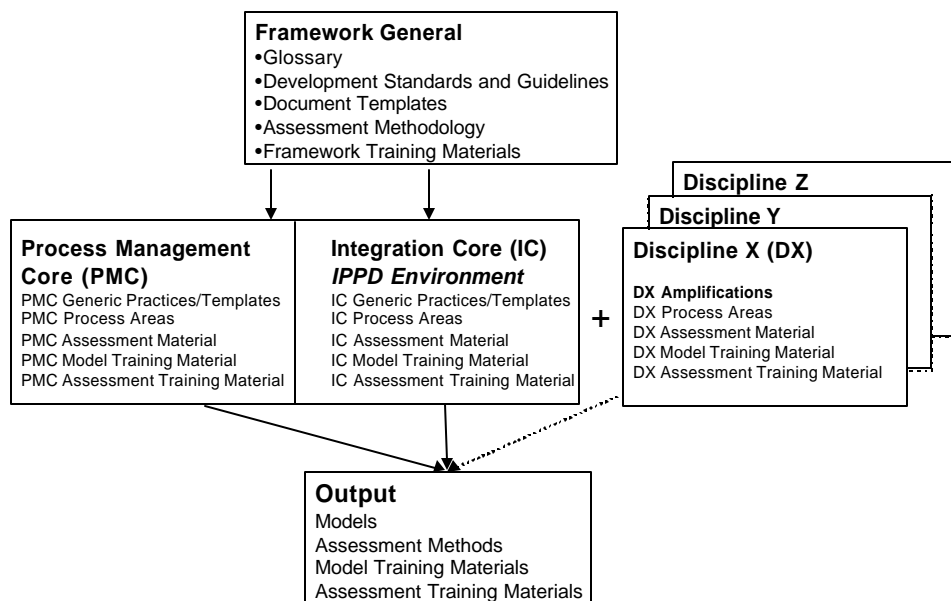 Framework General
•Glossary
•Development Standards and Guidelines
•Document Templates
•Assessment Methodology
•Framework Training Materials
Process Management
Core (PMC)
PMC Generic Practices/Templates
PMC Process Areas
PMC Assessment Material
PMC Model Training Material
PMC Assessment Training Material
Integration Core (IC)
IPPD Environment
IC Generic Practices/Templates
IC Process Areas
IC Assessment Material
IC Model Training Material
IC Assessment Training Material
+
Discipline Z
Discipline Y
Discipline X (DX)
DX Amplifications
DX Process Areas
DX Assessment Material
DX Model Training Material
DX Assessment Training Material
Output
Models
Assessment Methods
Model Training Materials
Assessment Training Materials